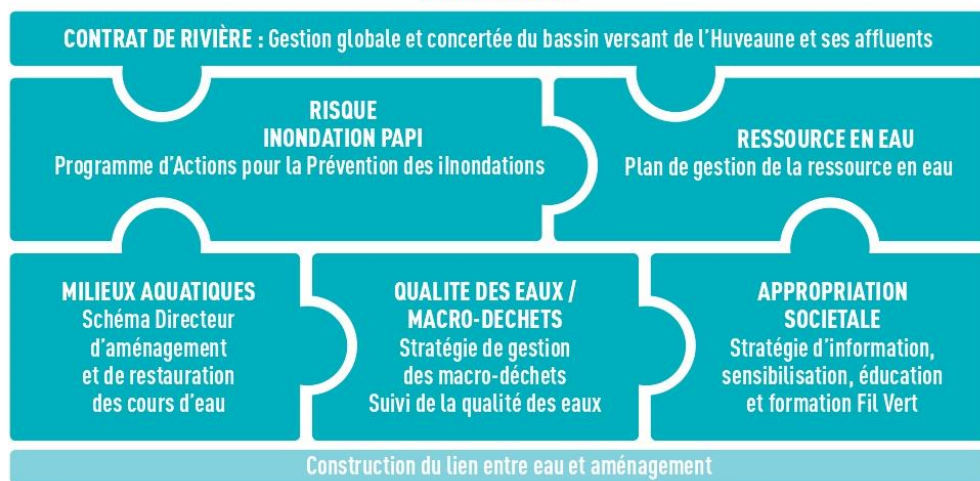 CONTRAT DE RIVIÈRE : Gestion globale et concertée du bassin versant de l'Huveaune et ses affluents
RISQUE
INONDATION PAPI
Programme d'Actions pour la Prévention des iInondations
RESSOURCE EN EAU
Plan de gestion de la ressource en eau
MILIEUX AQUATIQUES
Schéma Directeur
d'aménagement
et de restauration
des cours d'eau
QUALITE DES EAUX /
MACRO-DECHETS
Stratégie de gestion
des macro-déchets
Suivi de la qualité des eaux
APPROPRIATION
SOCIETALE
Stratégie d'information,
sensibilisation, éducation
et formation Fil Vert
Construction du lien entre eau et aménagement